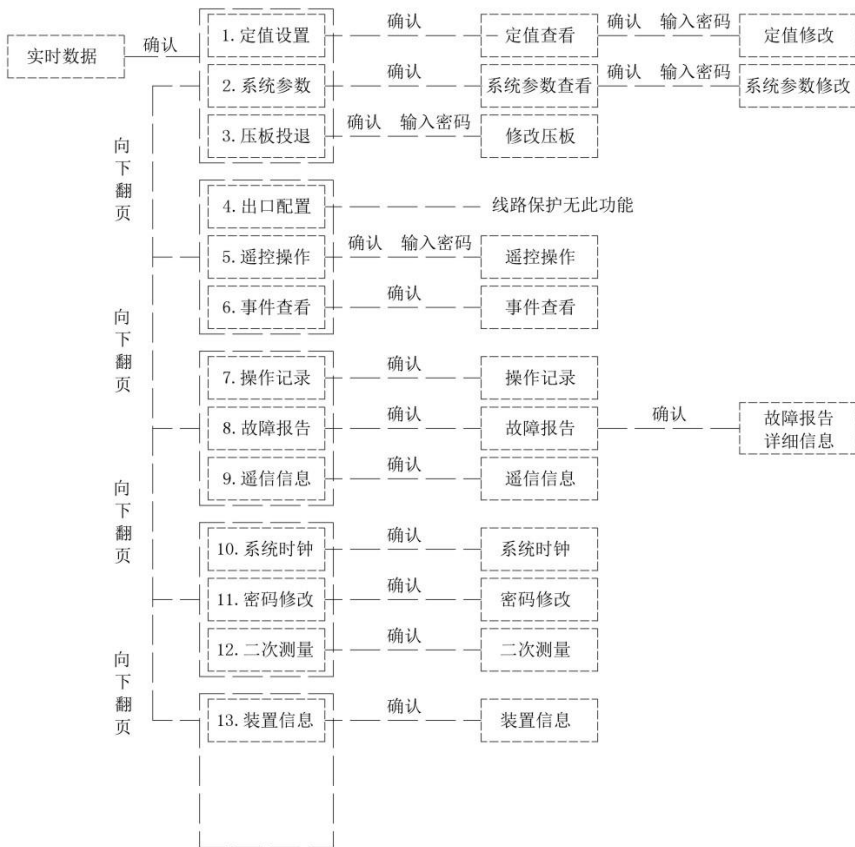 实时数据
确认
1.定值设置
确认
定值查看
确认 输入密码
定值修改
2.系统参数
确认
系统参数查看
确认 输入密码
系统参数修改
3.压板投退
确认 输入密码
修改压板
向下翻页
4.出口配置
线路保护无此功能
5.遥控操作
确认 输入密码
遥控操作
6.事件查看
确认
事件查看
向下翻页
7.操作记录
确认
操作记录
8.故障报告
确认
故障报告
确认
故障报告
详细信息
9.遥信信息
确认
遥信信息
向下翻页
10.系统时钟
确认
系统时钟
11.密码修改
确认
密码修改
12.二次测量
确认
二次测量
向下翻页
13.装置信息
确认
装置信息